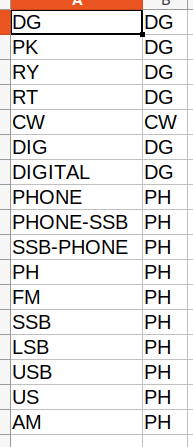 A B
DG DG
PK DG
RY DG
RT DG
CW CW
DIG DG
DIGITAL DG
PHONE PH
PHONE-SSB PH
SSB-PHONE PH
PH PH
FM PH
SSB PH
LSB PH
USB PH
US PH
AM PH